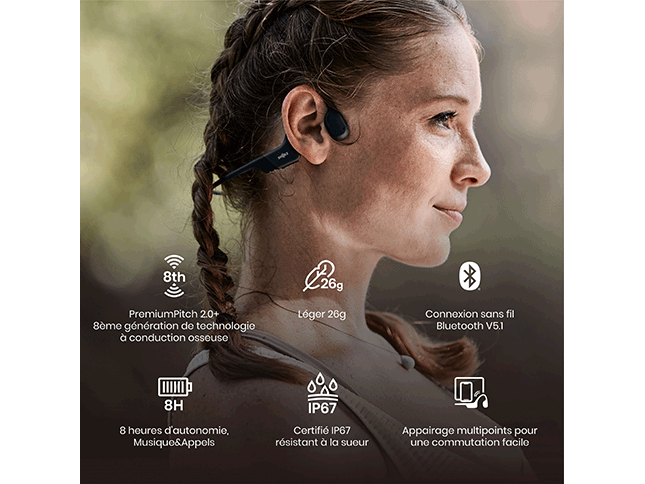 8th
PremiumPitch 2.0+
8ème génération de technologie
à conduction osseuse
26g
Léger 26g
Connexion sans fil
Bluetooth V5.1
8H
8 heures d'autonomie,
Musique&Appels
IP67
Certifié IP67
résistant à la sueur
Appairage multipoints pour
une commutation facile